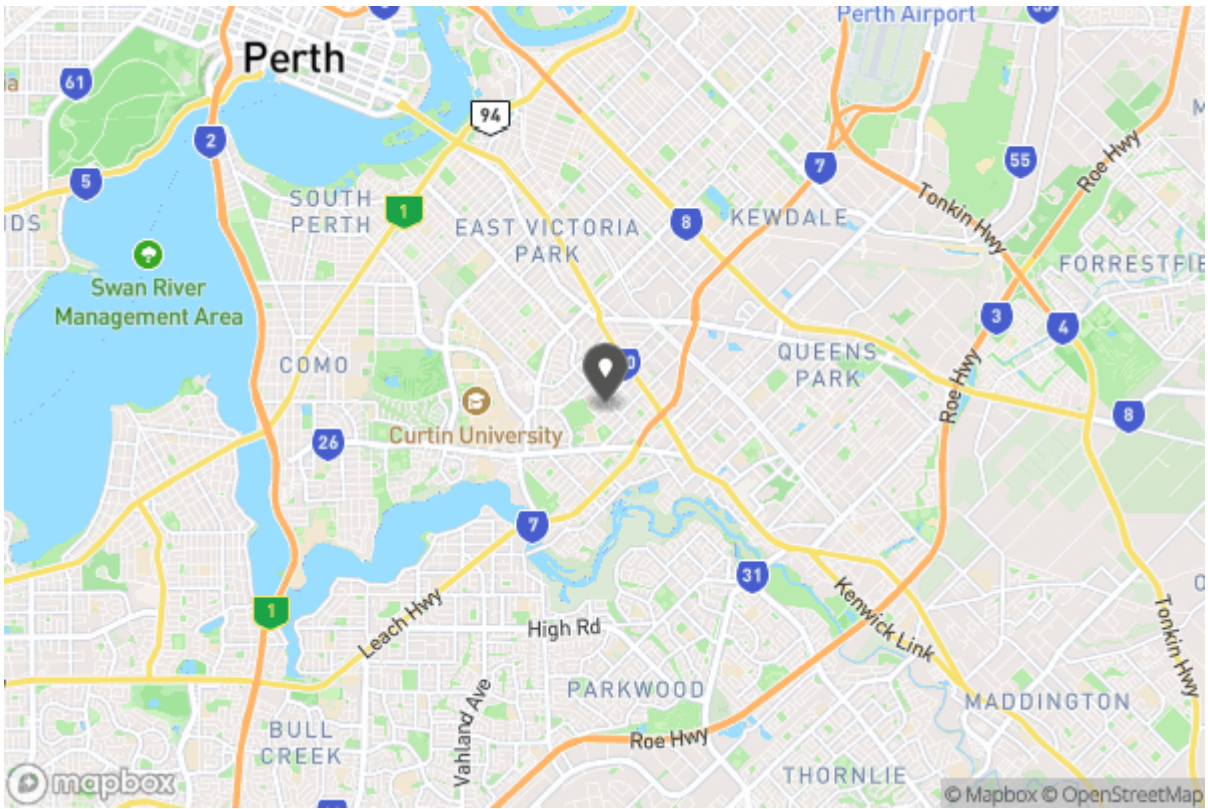 Perth Airport
Perth
61
94
55
2
7
5
SOUTH
PERTH
1
EAST VICTORIA
PARK
8
KEWDALE
Roe Hwy
Tonkin Hwy
Swan River
Management Area
3
4
COMO
QUEENS
PARK
Roe Hwy
26
Curtin University
8
7
31
1
Leach Hwy
High Rd
Kenwick Link
Tonkin Hwy
PARKWOOD
MADDINGTON
Vahland Ave
BULL
CREEK
Roe Hwy
THORNLIE
mapbox
© Mapbox © OpenStreetMap